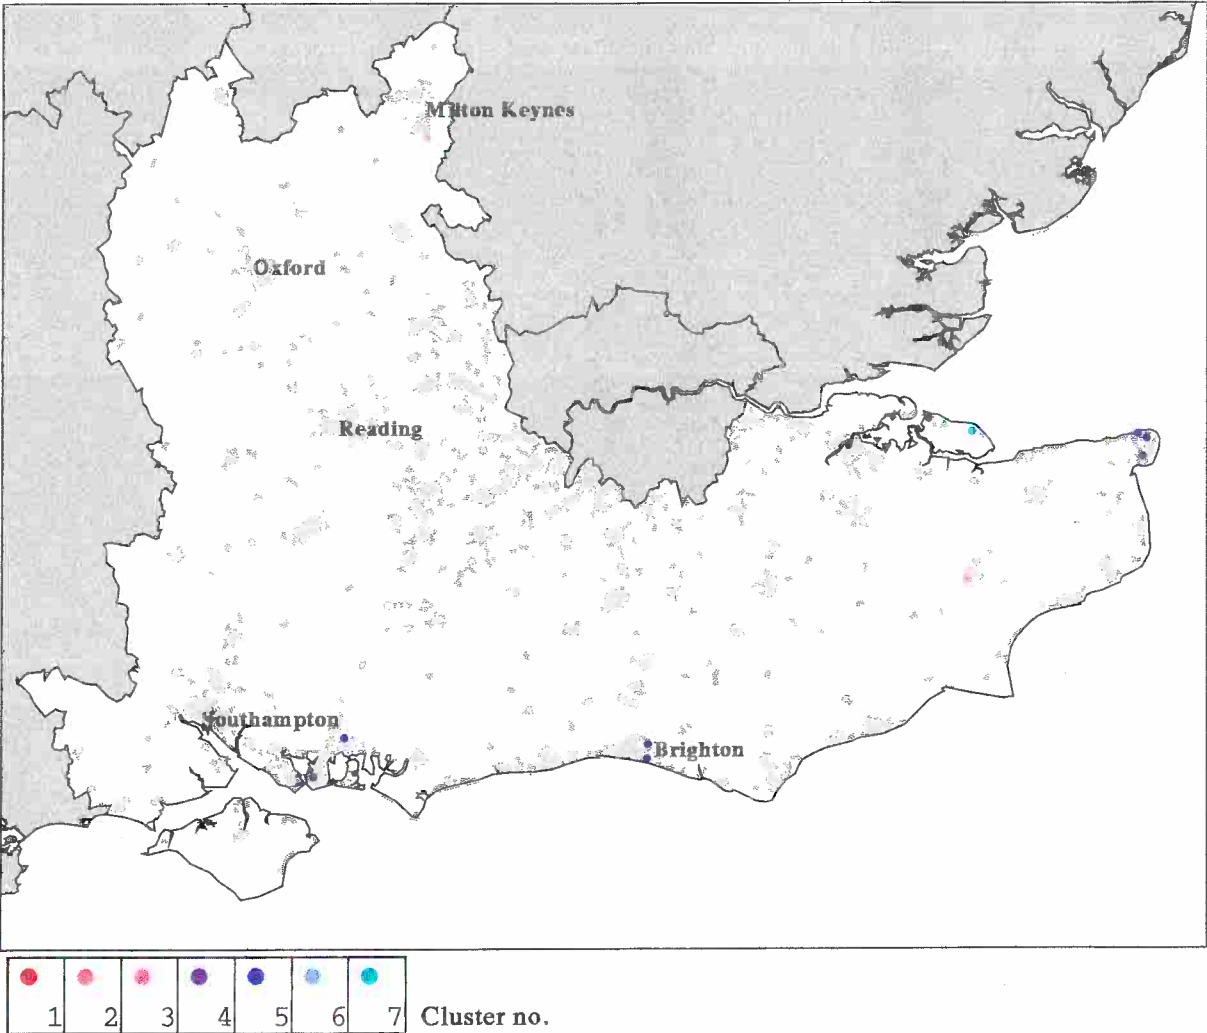 Milton Keynes
Oxford
Reading
Southampton
Brighton
1 2 3 4 5 6 7 Cluster no.